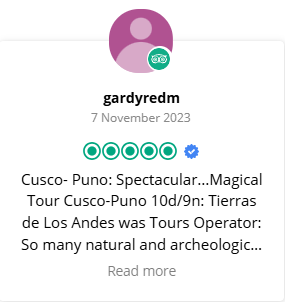 gardyredm
7 November 2023
Cusco- Puno: Spectacular...Magical
Tour Cusco-Puno 10d/9n: Tierras
de Los Andes was Tours Operator:
So many natural and archeologic...
Read more